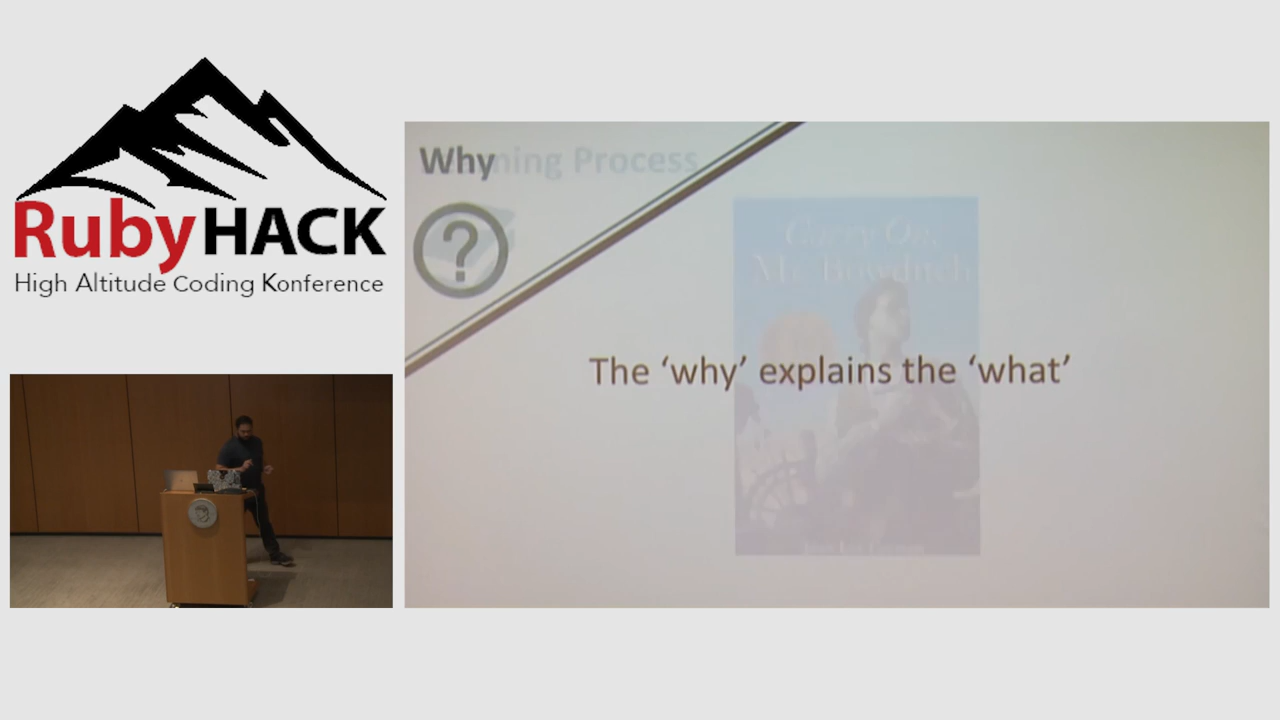 RubyHACK
High Altitude Coding Konference
Why
ning Process
Carry On,
Mr. Bowditch
The ‘why’ explains the ‘what’